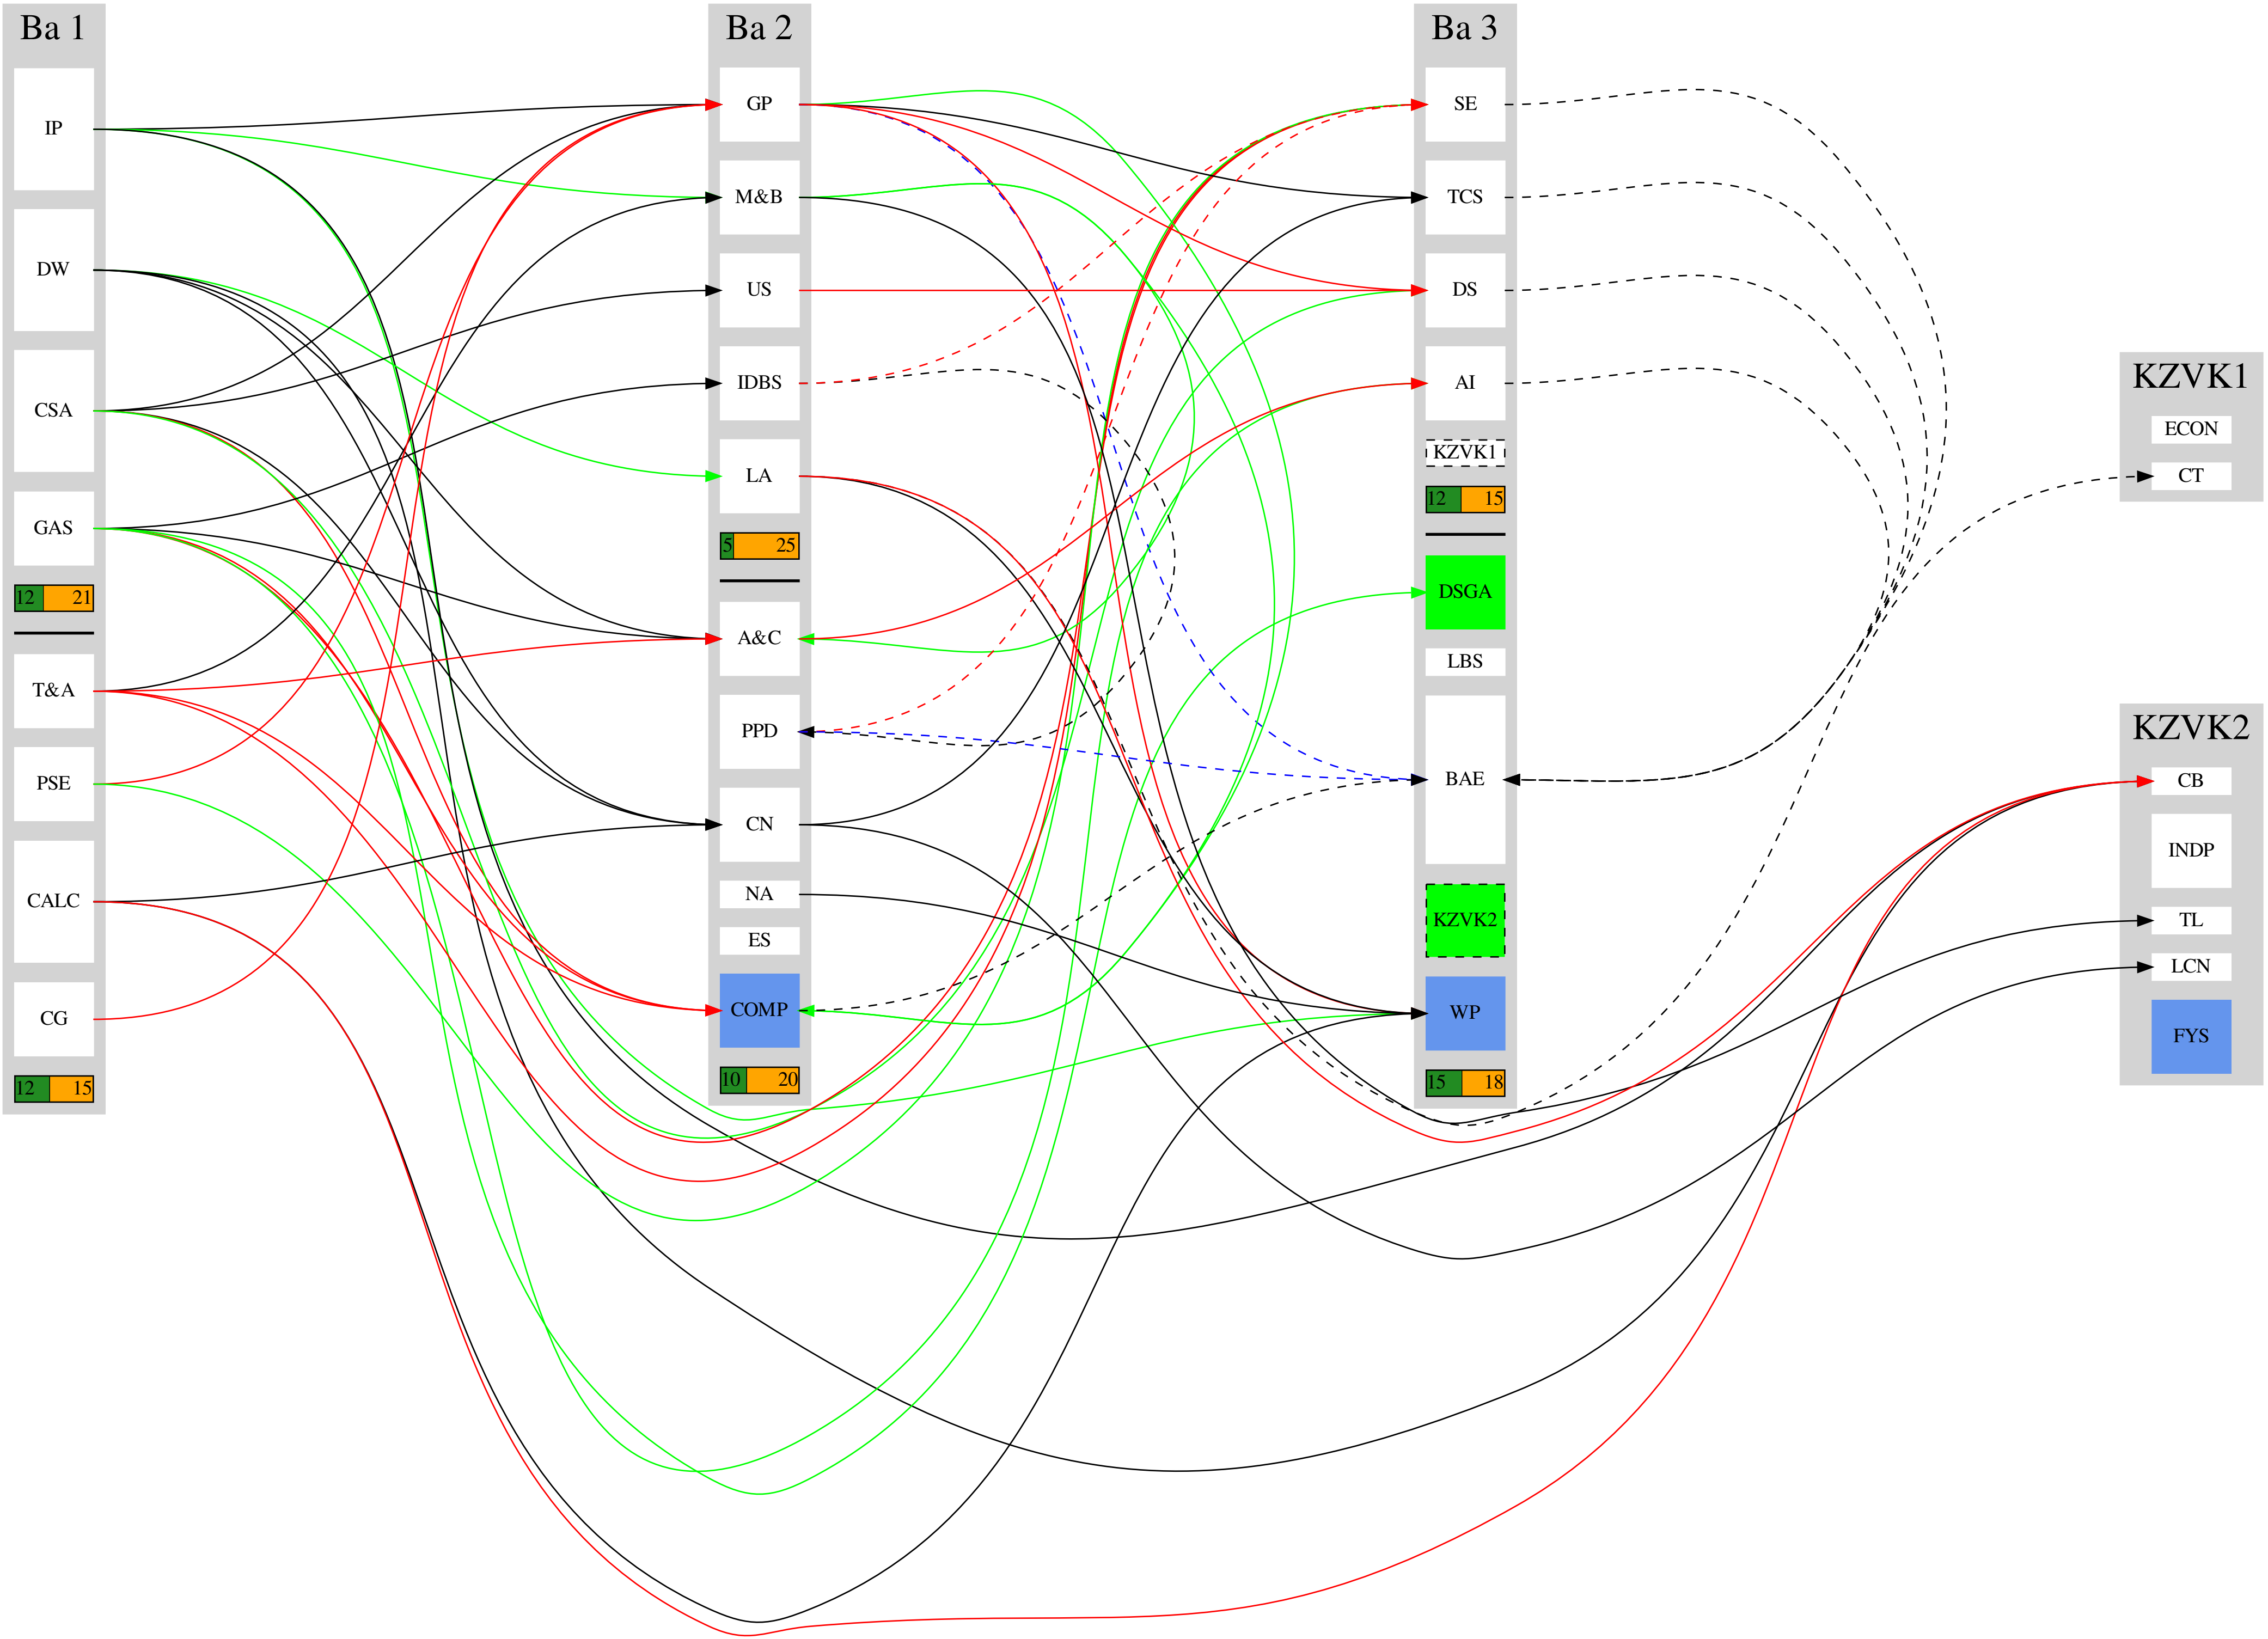 Ba 1
IP
DW
CSA
GAS
12 21
T&A
PSE
CALC
CG
12 15
Ba 2
GP
M&B
US
IDBS
LA
5 25
A&C
PPD
CN
NA
ES
COMP
10 20
Ba 3
SE
TCS
DS
AI
KZVK1
12 15
DSGA
LBS
BAE
KZVK2
WP
15 18
KZVK1
ECON
CT
KZVK2
CB
INDP
TL
LCN
FYS